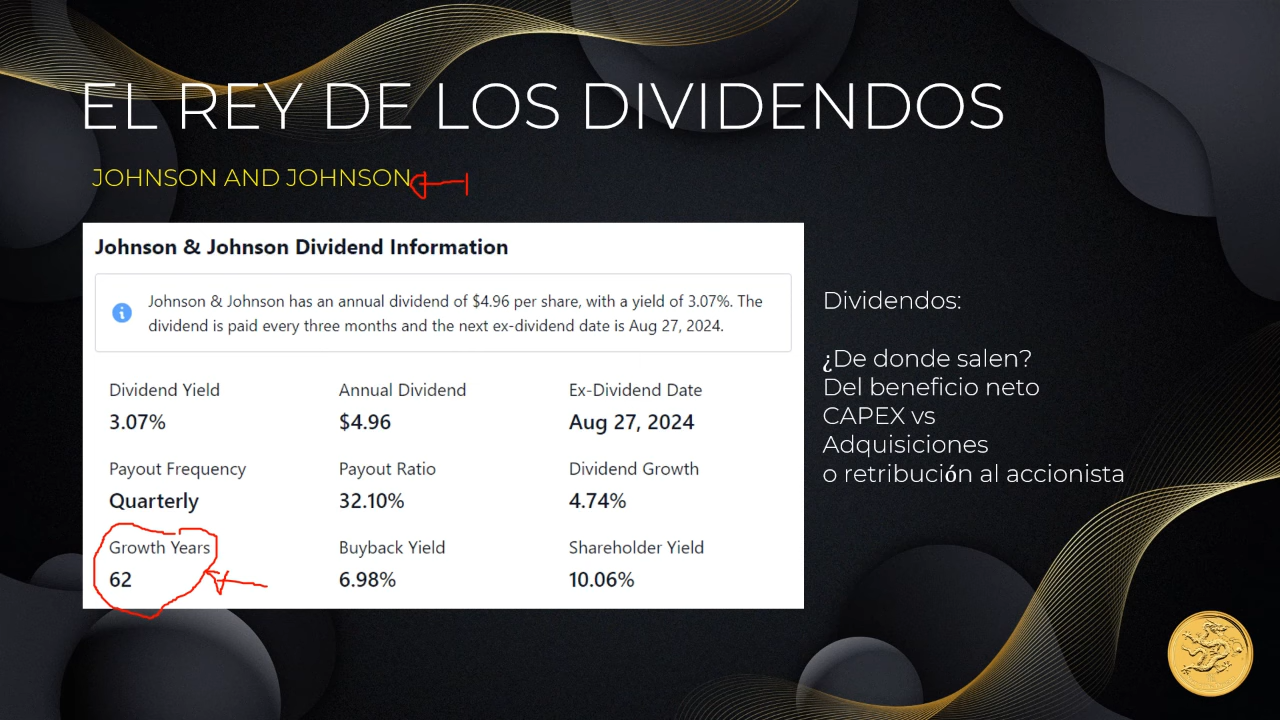 EL REY DE LOS DIVIDENDOS
JOHNSON AND JOHNSON
Johnson & Johnson Dividend Information
Johnson & Johnson has an annual dividend of $4.96 per share, with a yield of 3.07%. The
dividend is paid every three months and the next ex-dividend date is Aug 27, 2024.
Dividend Yield
3.07%
Annual Dividend
$4.96
Ex-Dividend Date
Aug 27, 2024
Payout Frequency
Quarterly
Payout Ratio
32.10%
Dividend Growth
4.74%
Growth Years
62
Buyback Yield
6.98%
Shareholder Yield
10.06%
Dividendos:
¿De donde salen?
Del beneficio neto
CAPEX vs
Adquisiciones
o retribución al accionista